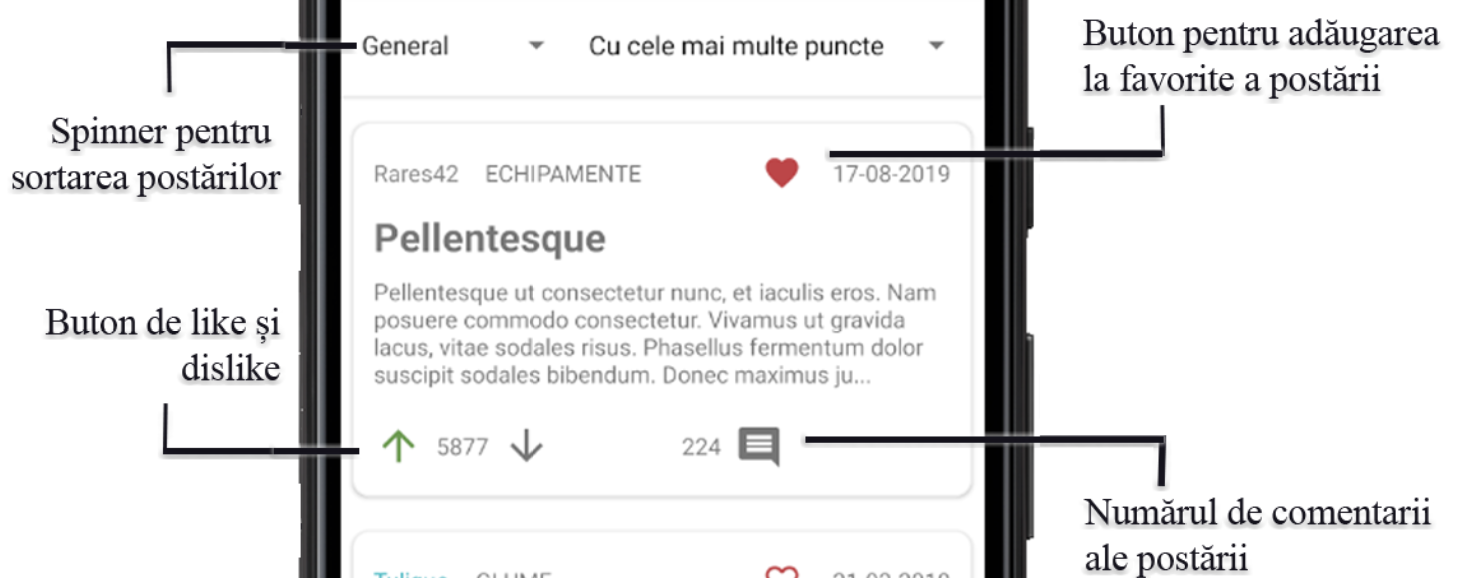 General
Cu cele mai multe puncte
Buton pentru adăugarea
la favorite a postării
Spinner pentru
sortarea postărilor
Rares42 ECHIPAMENTE 17-08-2019
Pellentesque
Pellentesque ut consectetur nunc, et iaculis eros. Nam
posuere commodo consectetur. Vivamus ut gravida
lacus, vitae sodales risus. Phasellus fermentum dolor
suscipit sodales bibendum. Donec maximus ju...
Buton de like și
dislike
5877
224
Numărul de comentarii
ale postării